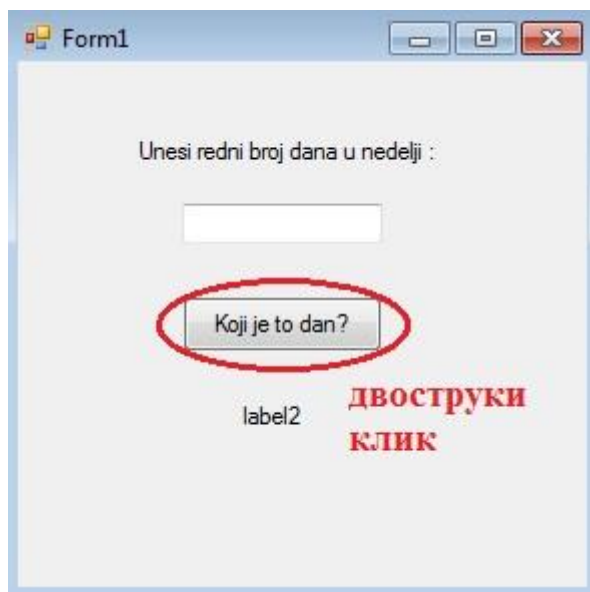 Form1
Unesi redni broj dana u nedelji :
Koji je to dan?
label2
двоструки
клик